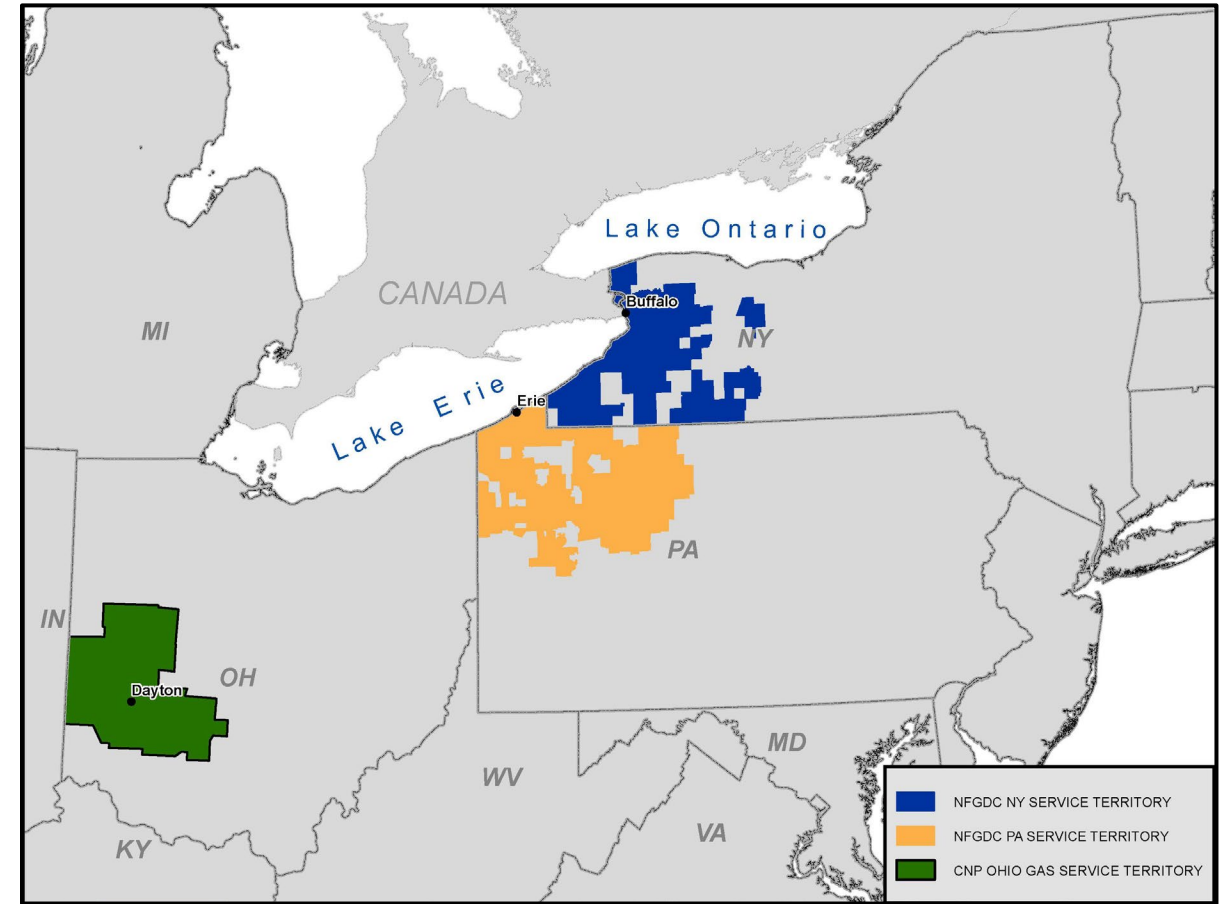 Lake Ontario
CANADA
Buffalo
MI
NY
Lake Erie
Erie
PA
IN
OH
Dayton
MD
WV
VA
KY
NFGDC NY SERVICE TERRITORY
NFGDC PA SERVICE TERRITORY
CNP OHIO GAS SERVICE TERRITORY